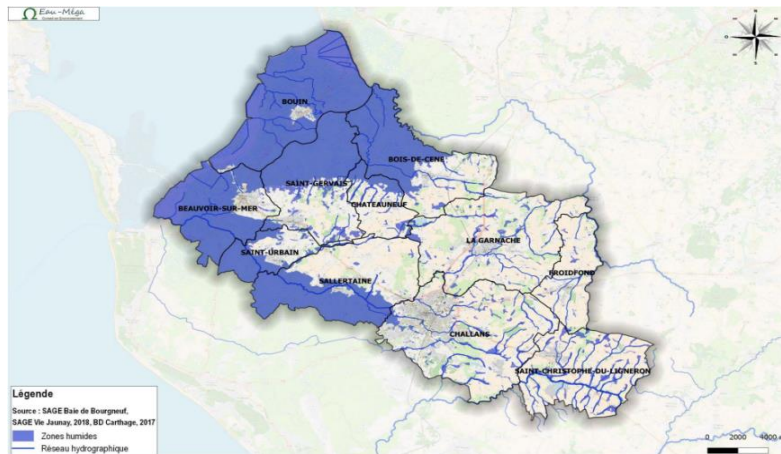 Eau-Méga
BOUIN
BOIS-DE-CENE
SAINT-GERVAIS
CHATEAUNEUF
BEAUVOIR-SUR-MER
LA GARNACHE
SAINT-URBAIN
FROIDFOND
SALLERTAINE
CHALLANS
SAINT-CHRISTOPHE-DU-LIGNERON
Légende
Source : SAGE Baie de Bourgneuf,
SAGE Vie Jaunay, 2018, BD Carthage, 2017
Zones humides
Réseau hydrographique
0 2000 4000